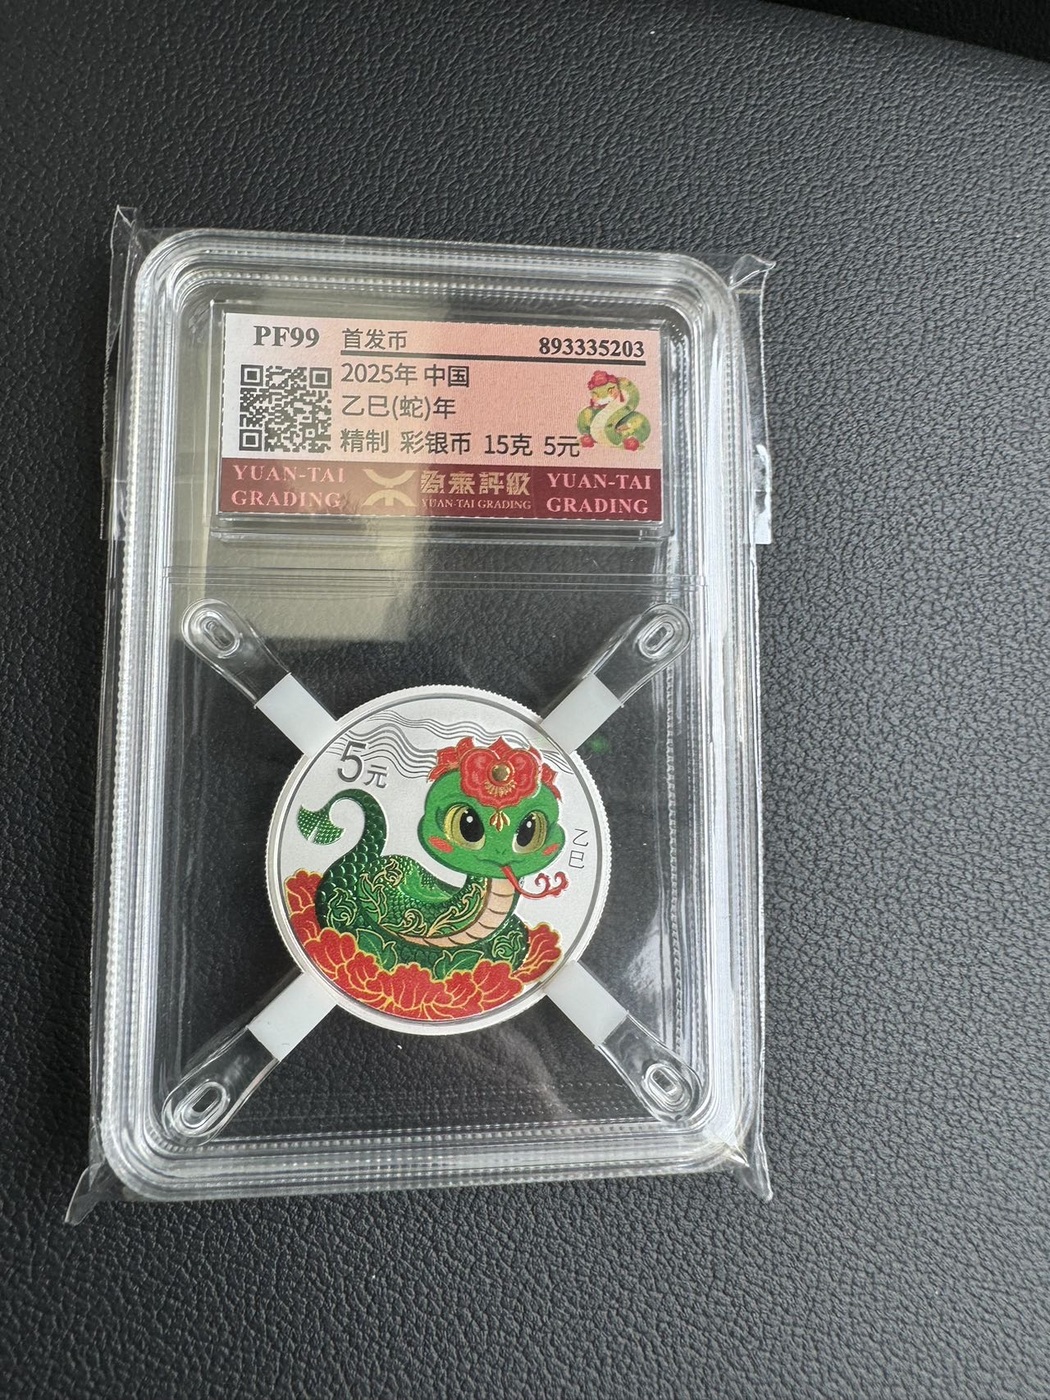 PF99 首发币 893335203
2025年 中国
乙巳(蛇)年
精制 彩银币 15克 5元
YUAN-TAI GRADING
源泰評級
YUAN-TAI GRADING
YUAN-TAI GRADING
5元
乙巳